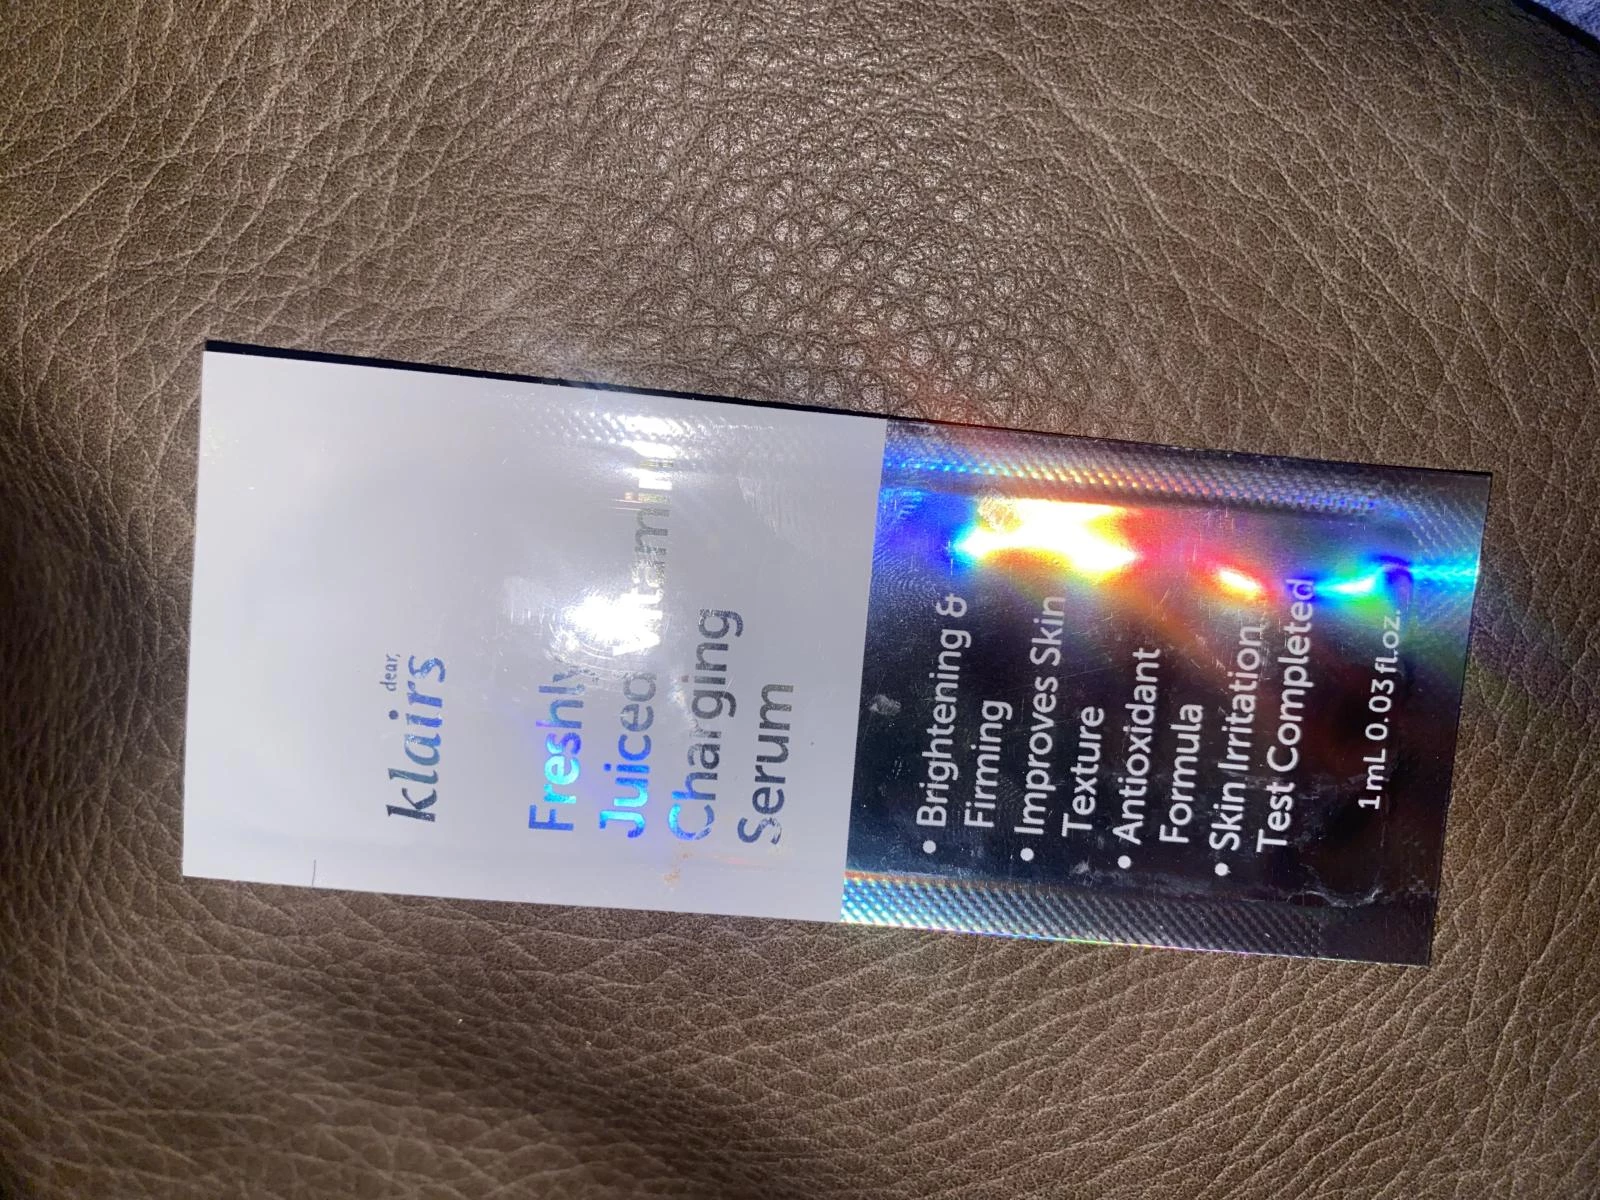 dear,
klairs
Freshly
Juiced Vitamin
Charging
Serum
• Brightening &
Firming
• Improves Skin
Texture
• Antioxidant
Formula
• Skin Irritation
Test Completed
1 mL 0.03 fl.oz.